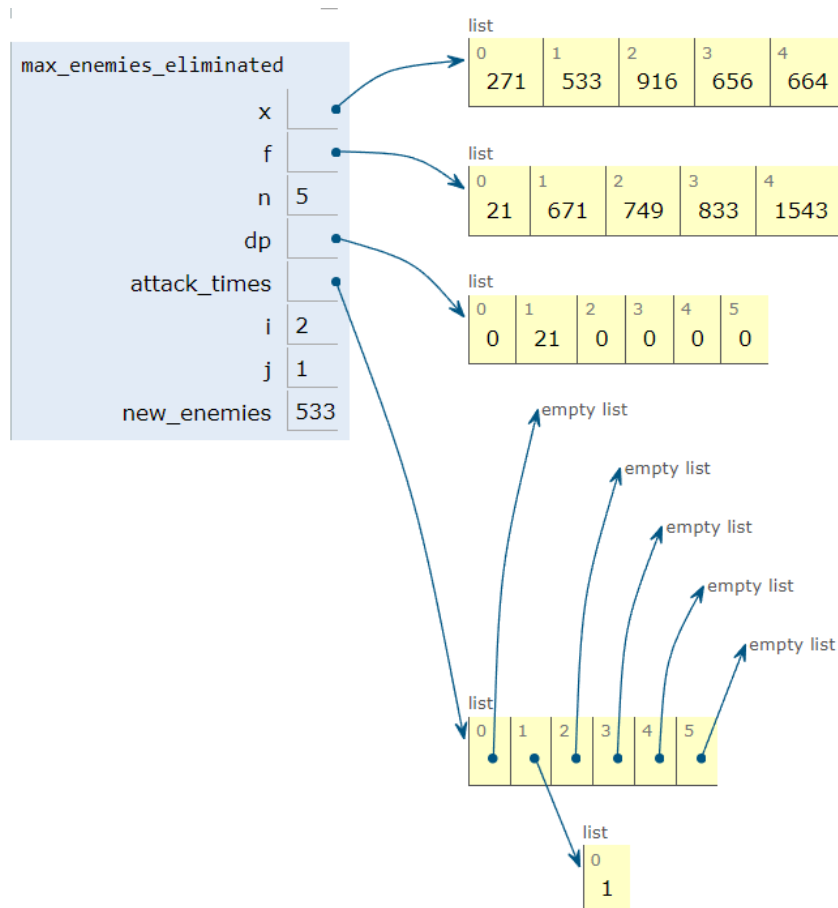 max_enemies_eliminated
x
f
n 5
dp
attack_times
i 2
j 1
new_enemies 533
list
0 1 2 3 4
271 533 916 656 664
list
0 1 2 3 4
21 671 749 833 1543
list
0 1 2 3 4 5
0 21 0 0 0 0
empty list
empty list
empty list
empty list
empty list
list
0 1 2 3 4 5
list
0
1